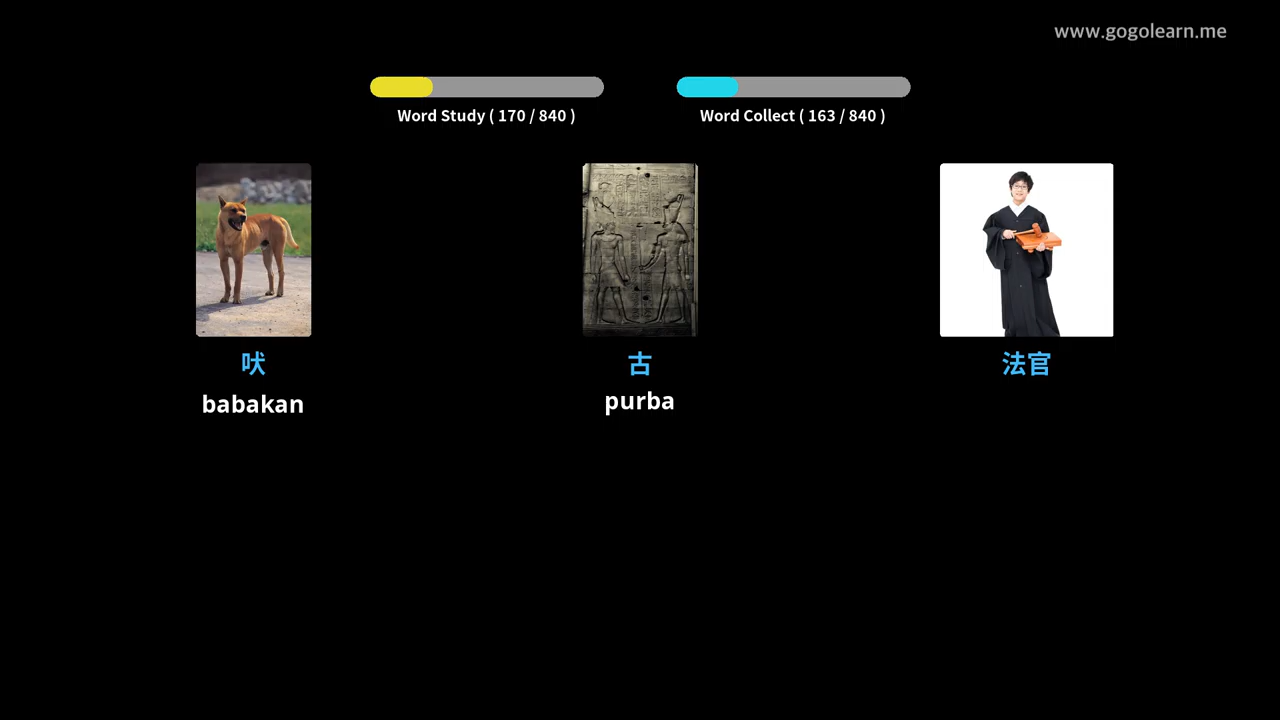 www.gogolearn.me
Word Study ( 170 / 840 )
Word Collect ( 163 / 840 )
吠
babakan
古
purba
法官